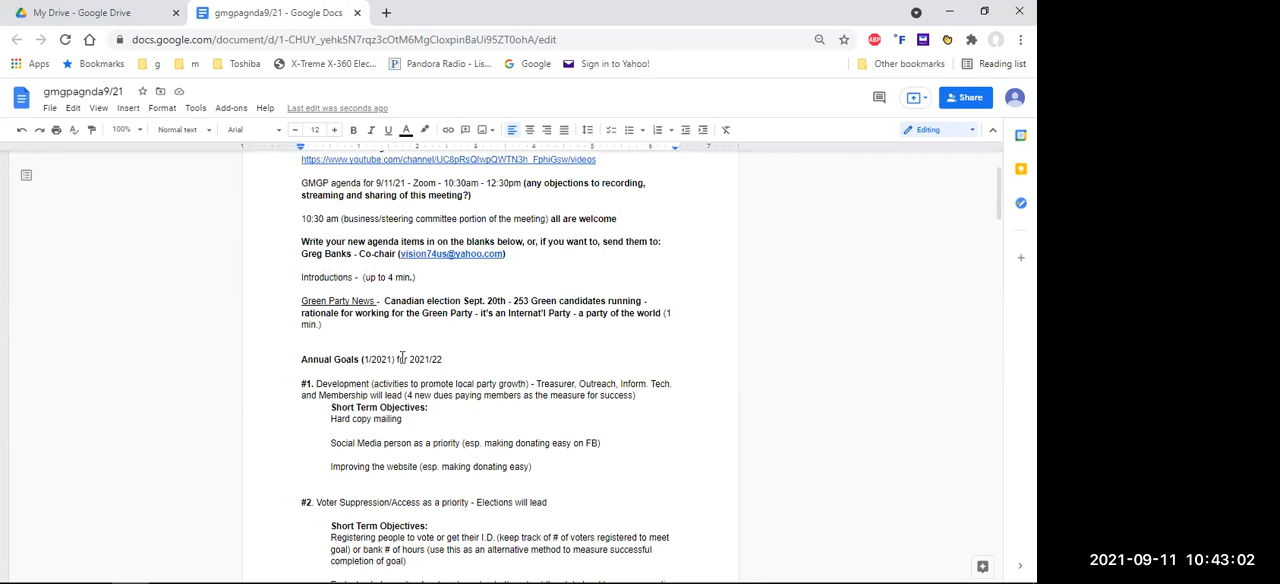 My Drive - Google Drive
gmgpagnda9/21 - Google Docs
docs.google.com/document/d/1-CHUY_yehk5N7rqz3cOtM6MgCloxpinBaUi95ZT0ohA/edit
Apps
Bookmarks
g
m
Toshiba
X-Treme X-360 Elec...
Pandora Radio - Lis...
Google
Sign in to Yahoo!
Other bookmarks
Reading list
gmgpagnda9/21
File Edit View Insert Format Tools Add-ons Help Last edit was seconds ago
Share
100% Normal text Arial 12
Editing
1 1 2 3 4 5 6 7
GMGP agenda for 9/11/21 - Zoom - 10:30am - 12:30pm (any objections to recording,
streaming and sharing of this meeting?)
10:30 am (business/steering committee portion of the meeting) all are welcome
Write your new agenda items in on the blanks below, or, if you want to, send them to:
Greg Banks - Co-chair (vision74us@yahoo.com)
Introductions - (up to 4 min.)
Green Party News - Canadian election Sept. 20th - 253 Green candidates running -
rationale for working for the Green Party - it's an Internat'l Party - a party of the world (1
min.)
Annual Goals (1/2021) for 2021/22
#1. Development (activities to promote local party growth) - Treasurer, Outreach, Inform. Tech.
and Membership will lead (4 new dues paying members as the measure for success)
Short Term Objectives:
Hard copy mailing
Social Media person as a priority (esp. making donating easy on FB)
Improving the website (esp. making donating easy)
#2. Voter Suppression/Access as a priority - Elections will lead
Short Term Objectives:
Registering people to vote or get their I.D. (keep track of # of voters registered to meet
goal) or bank # of hours (use this as an alternative method to measure successful
completion of goal)
2021-09-11 10:43:02